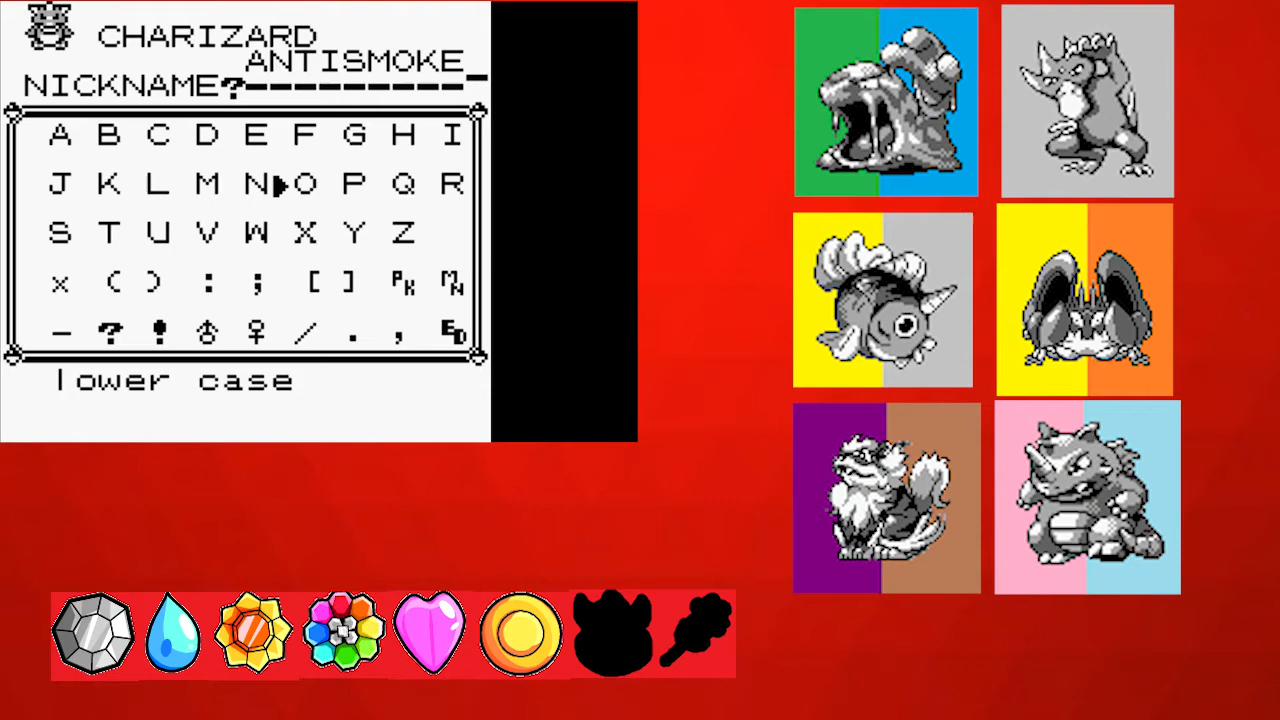 CHARIZARD
ANTISMOKE
NICKNAME?
A B C D E F G H I
J K L M N O P Q R
S T U V W X Y Z
× ( ) : ; [ ] PK MN
- ? ! ♂ ♀ / . , ED
lower case